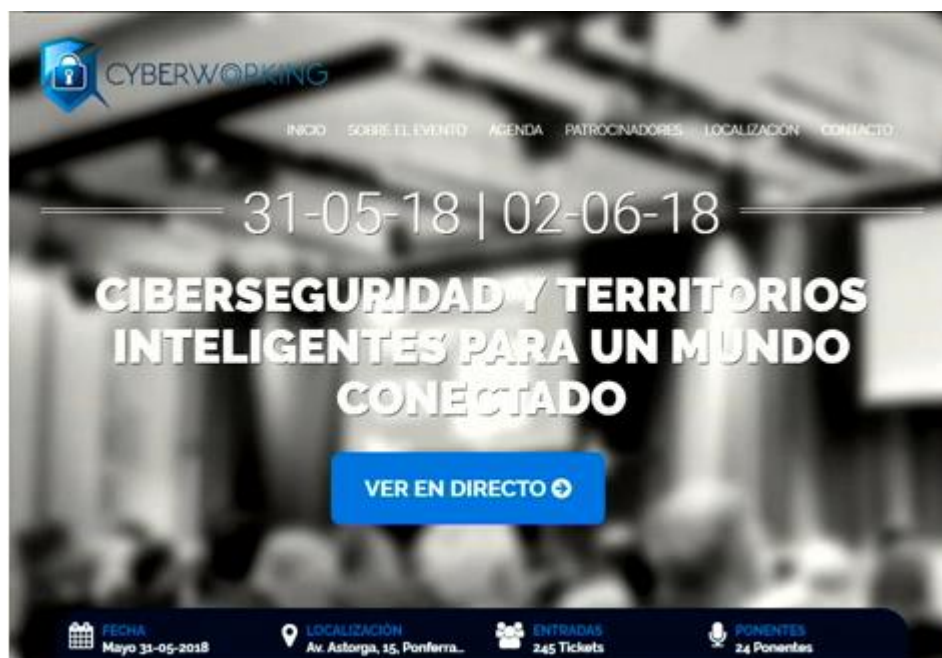 CYBERWORKING
INICIO SOBRE EL EVENTO AGENDA PATROCINADORES LOCALIZACIÓN CONTACTO
31-05-18 | 02-06-18
CIBERSEGURIDAD Y TERRITORIOS
INTELIGENTES PARA UN MUNDO
CONECTADO
VER EN DIRECTO
FECHA LOCALIZACIÓN ENTRADAS PONENTES
Mayo 31-05-2018 Av. Astorga, 15, Ponferra... 245 Tickets 24 Ponentes